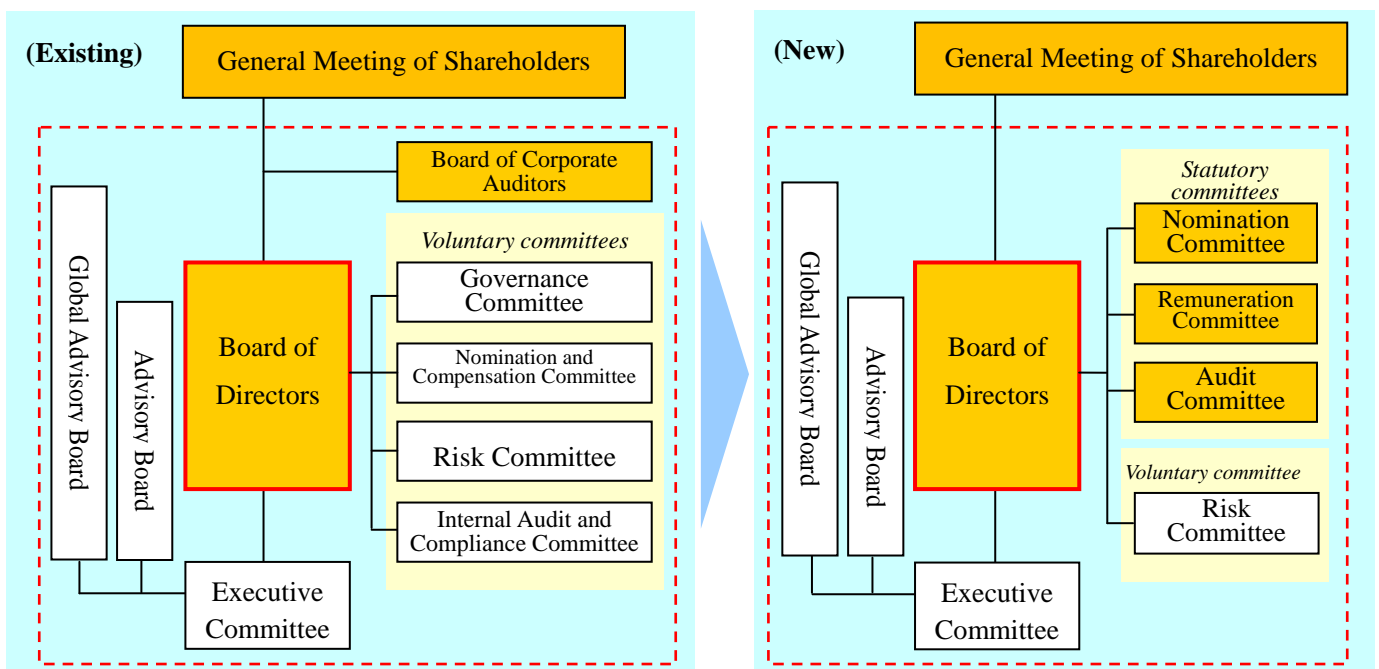 (Existing)
General Meeting of Shareholders
Board of Corporate
Auditors
Global Advisory Board
Advisory Board
Board of
Directors
Voluntary committees
Governance
Committee
Nomination and
Compensation Committee
Risk Committee
Internal Audit and
Compliance Committee
Executive
Committee
(New)
General Meeting of Shareholders
Global Advisory Board
Advisory Board
Board of
Directors
Statutory
committees
Nomination
Committee
Remuneration
Committee
Audit
Committee
Voluntary committee
Risk
Committee
Executive
Committee